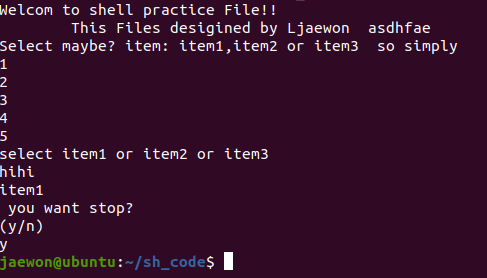 Welcom to shell practice File!!
This Files desigined by Ljaewon asdhfae
Select maybe? item: item1,item2 or item3 so simply
1
2
3
4
5
select item1 or item2 or item3
hihi
item1
you want stop?
(y/n)
y
jaewon@ubuntu:~/sh_code$